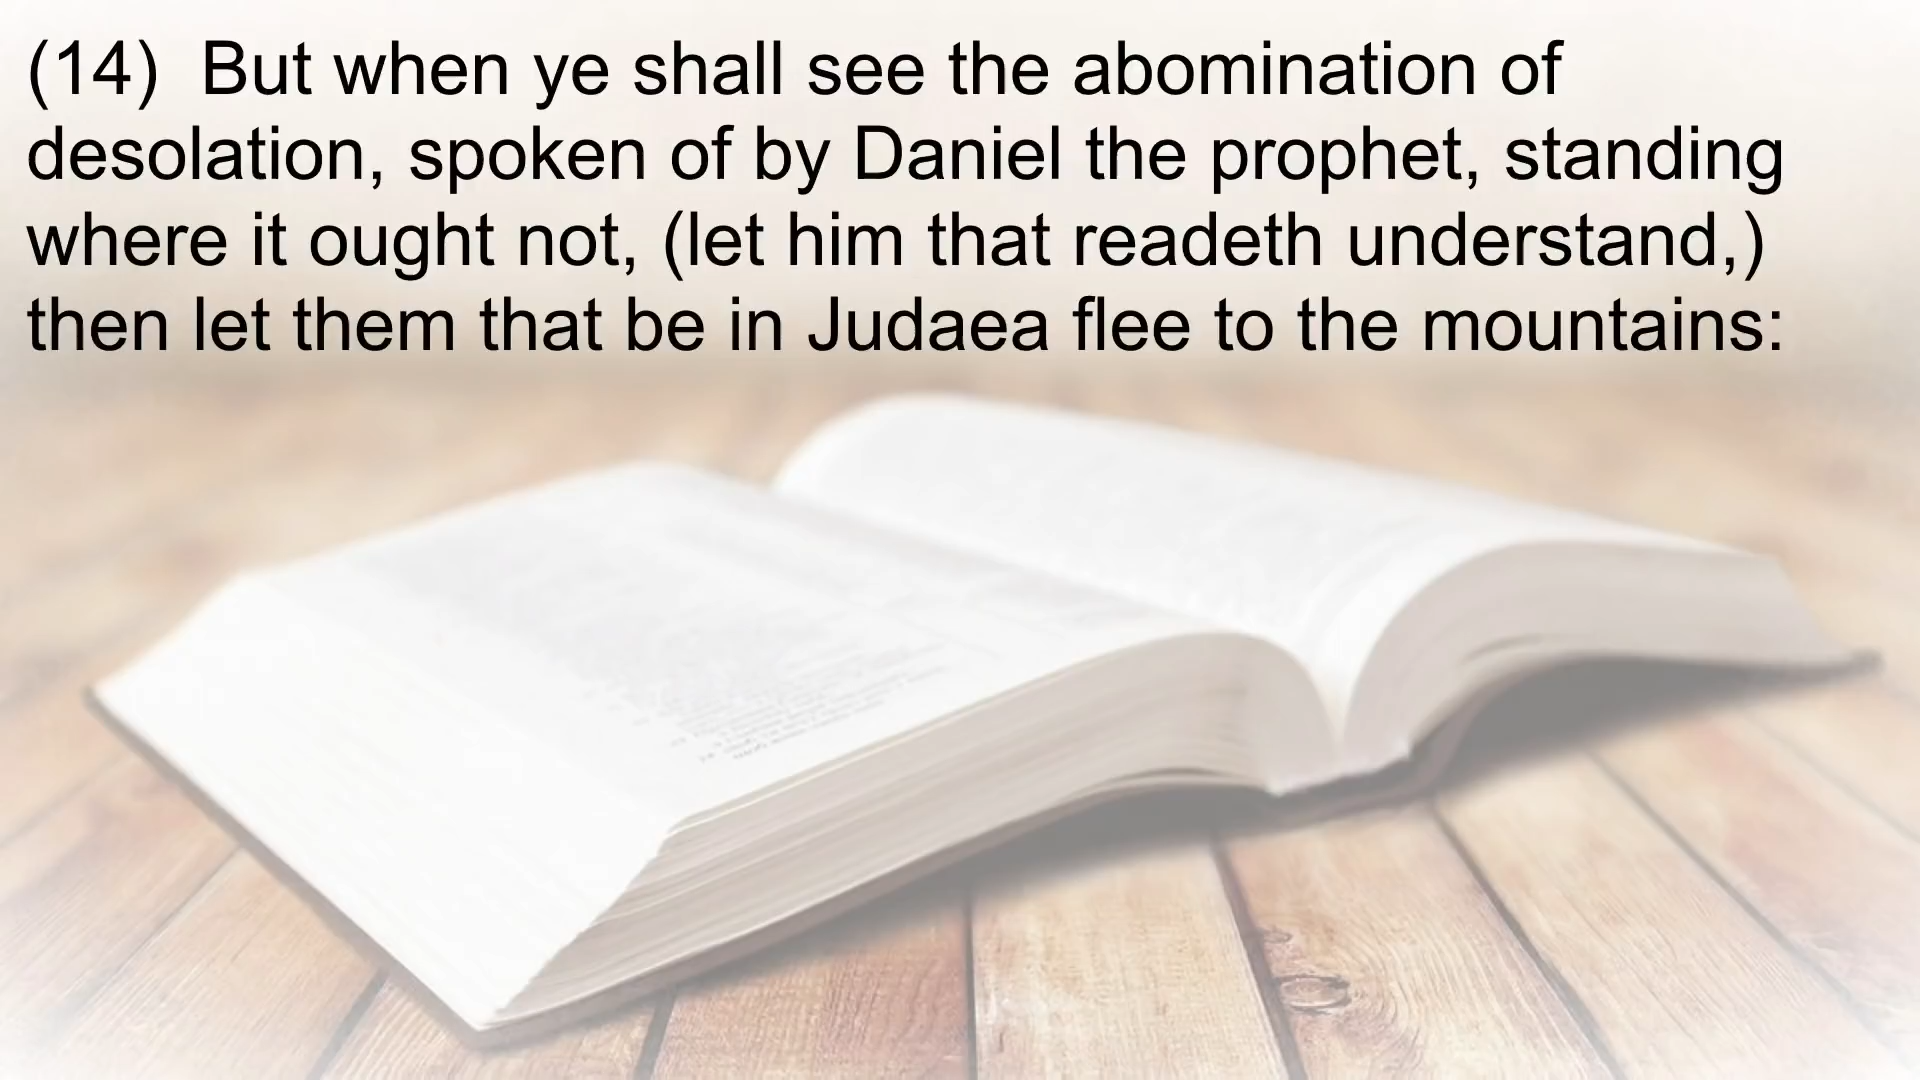 (14)  But when ye shall see the abomination of
desolation, spoken of by Daniel the prophet, standing
where it ought not, (let him that readeth understand,)
then let them that be in Judaea flee to the mountains: